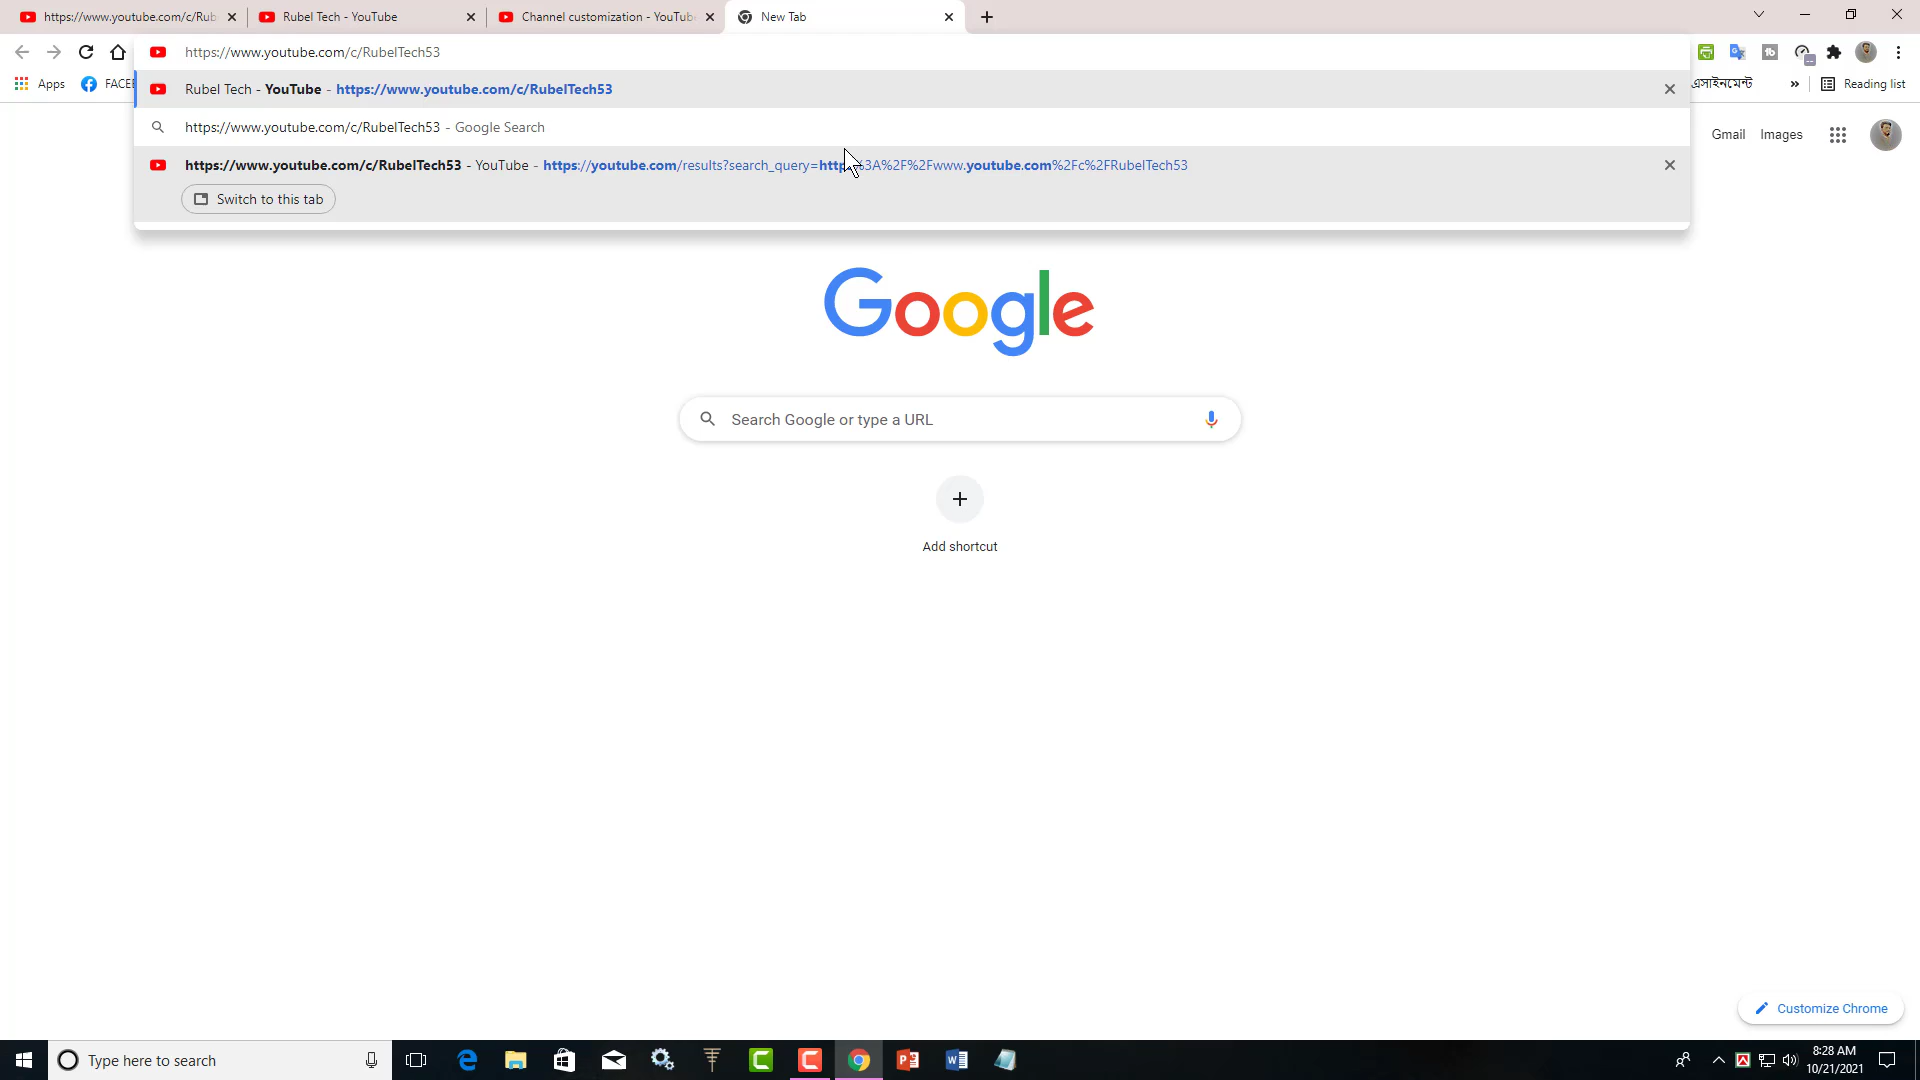 https://www.youtube.com/c/Rub
Rubel Tech - YouTube
Channel customization - YouTube
New Tab
https://www.youtube.com/c/RubelTech53
Apps
FACEB
Rubel Tech - YouTube - https://www.youtube.com/c/RubelTech53
এসাইনমেন্ট
»
Reading list
https://www.youtube.com/c/RubelTech53 - Google Search
Gmail
Images
https://www.youtube.com/c/RubelTech53 - YouTube - https://youtube.com/results?search_query=http%3A%2F%2Fwww.youtube.com%2Fc%2FRubelTech53
Switch to this tab
Google
Search Google or type a URL
Add shortcut
Customize Chrome
Type here to search
8:28 AM
10/21/2021